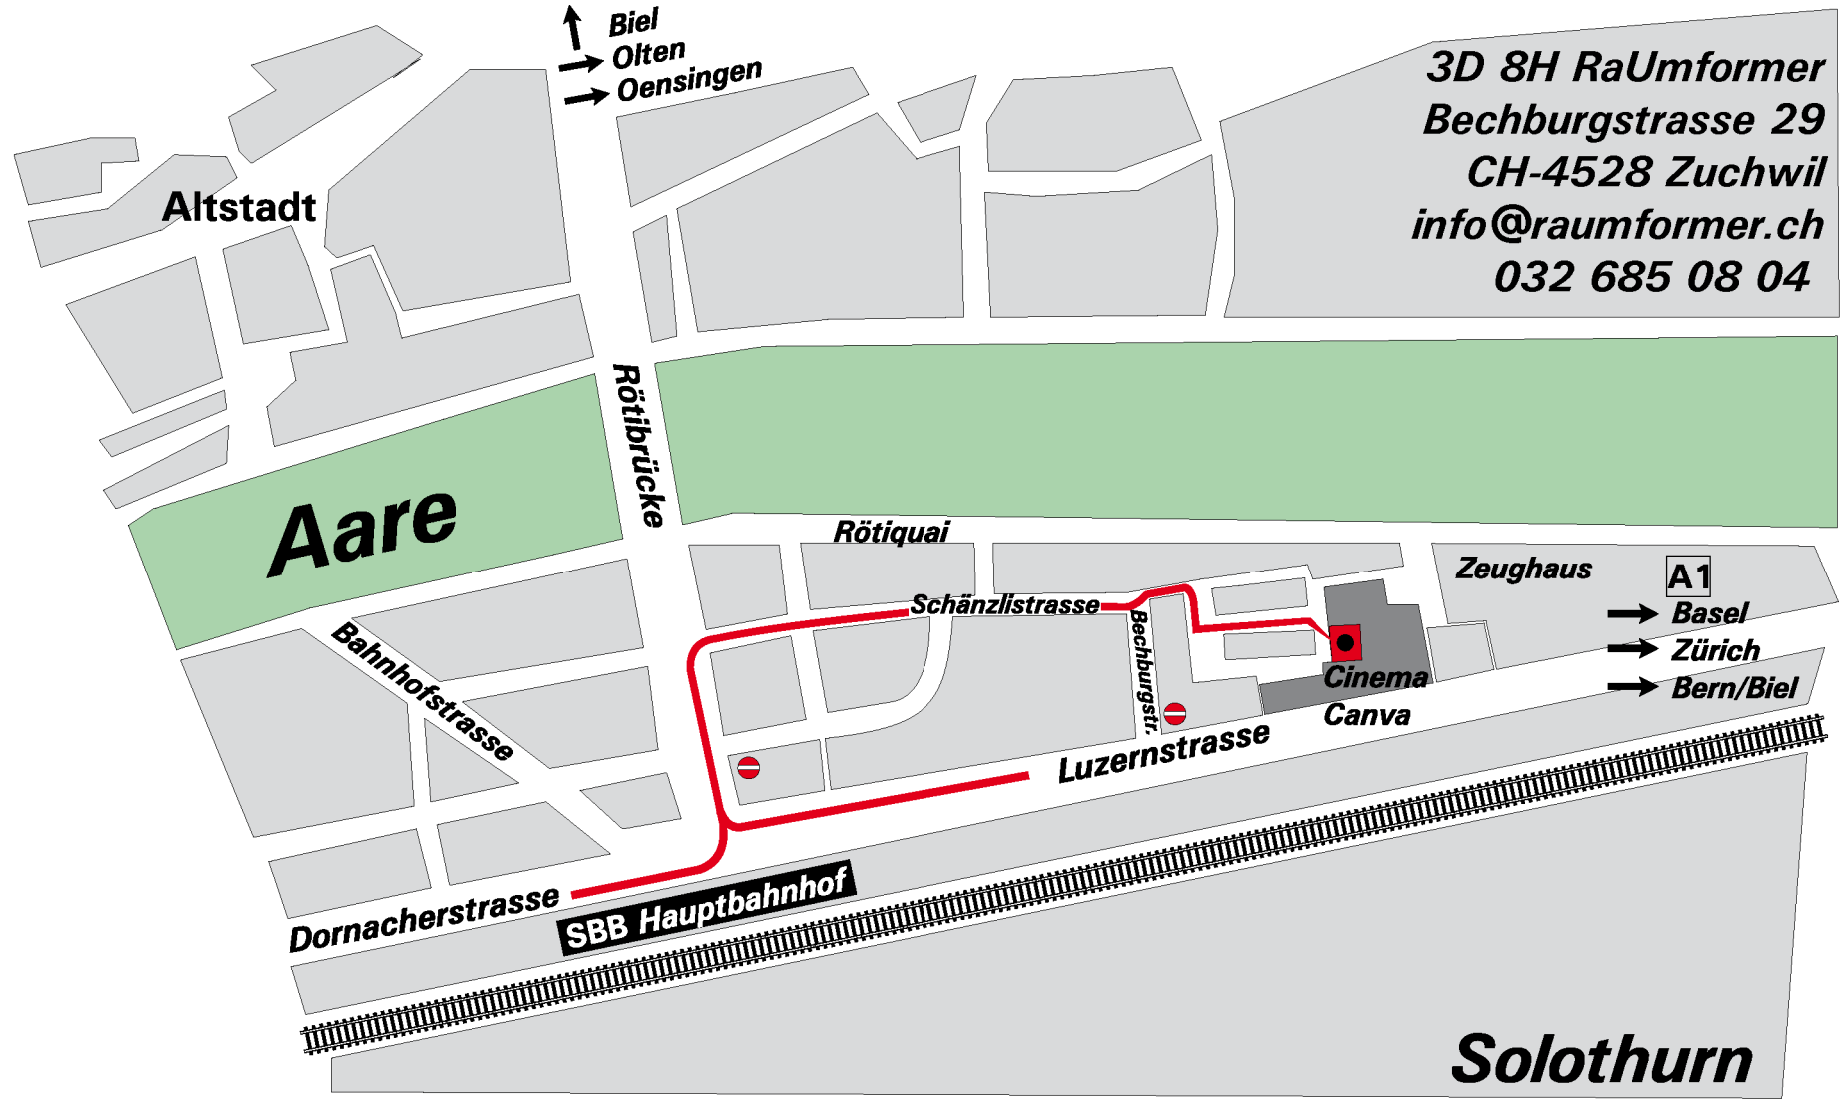 Biel
Olten
Oensingen
3D 8H RaUmformer
Bechburgstrasse 29
CH-4528 Zuchwil
info@raumformer.ch
032 685 08 04
Altstadt
Rötibrücke
Aare
Rötiquai
Zeughaus
A1
Basel
Zürich
Bern/Biel
Schänzlistrasse
Bechburgstr.
Bahnhofstrasse
Cinema
Canva
Luzernstrasse
Dornacherstrasse
SBB Hauptbahnhof
Solothurn